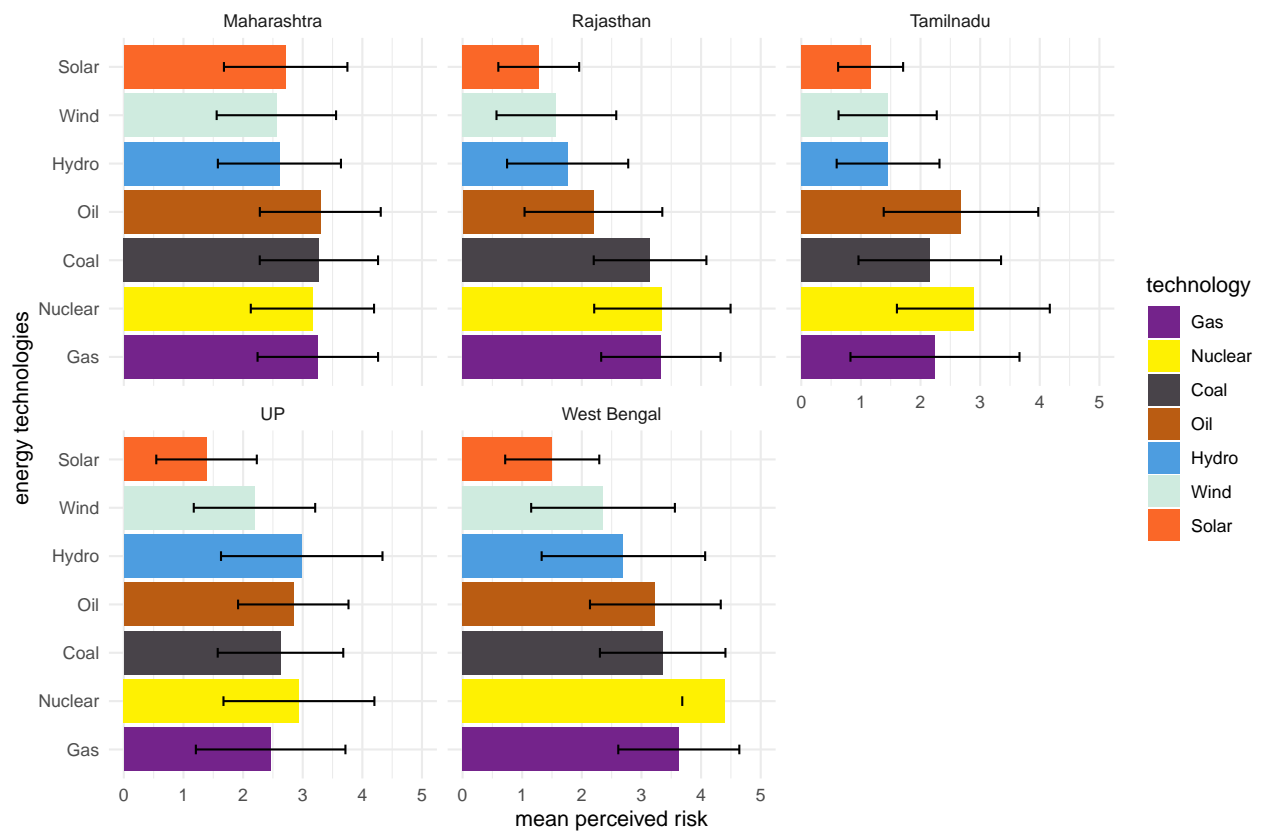 Maharashtra
Rajasthan
Tamilnadu
Solar
Wind
Hydro
Oil
Coal
Nuclear
Gas
0 1 2 3 4 5
UP
West Bengal
Solar
Wind
Hydro
Oil
Coal
Nuclear
Gas
0 1 2 3 4 5
0 1 2 3 4 5
energy technologies
mean perceived risk
technology
Gas
Nuclear
Coal
Oil
Hydro
Wind
Solar